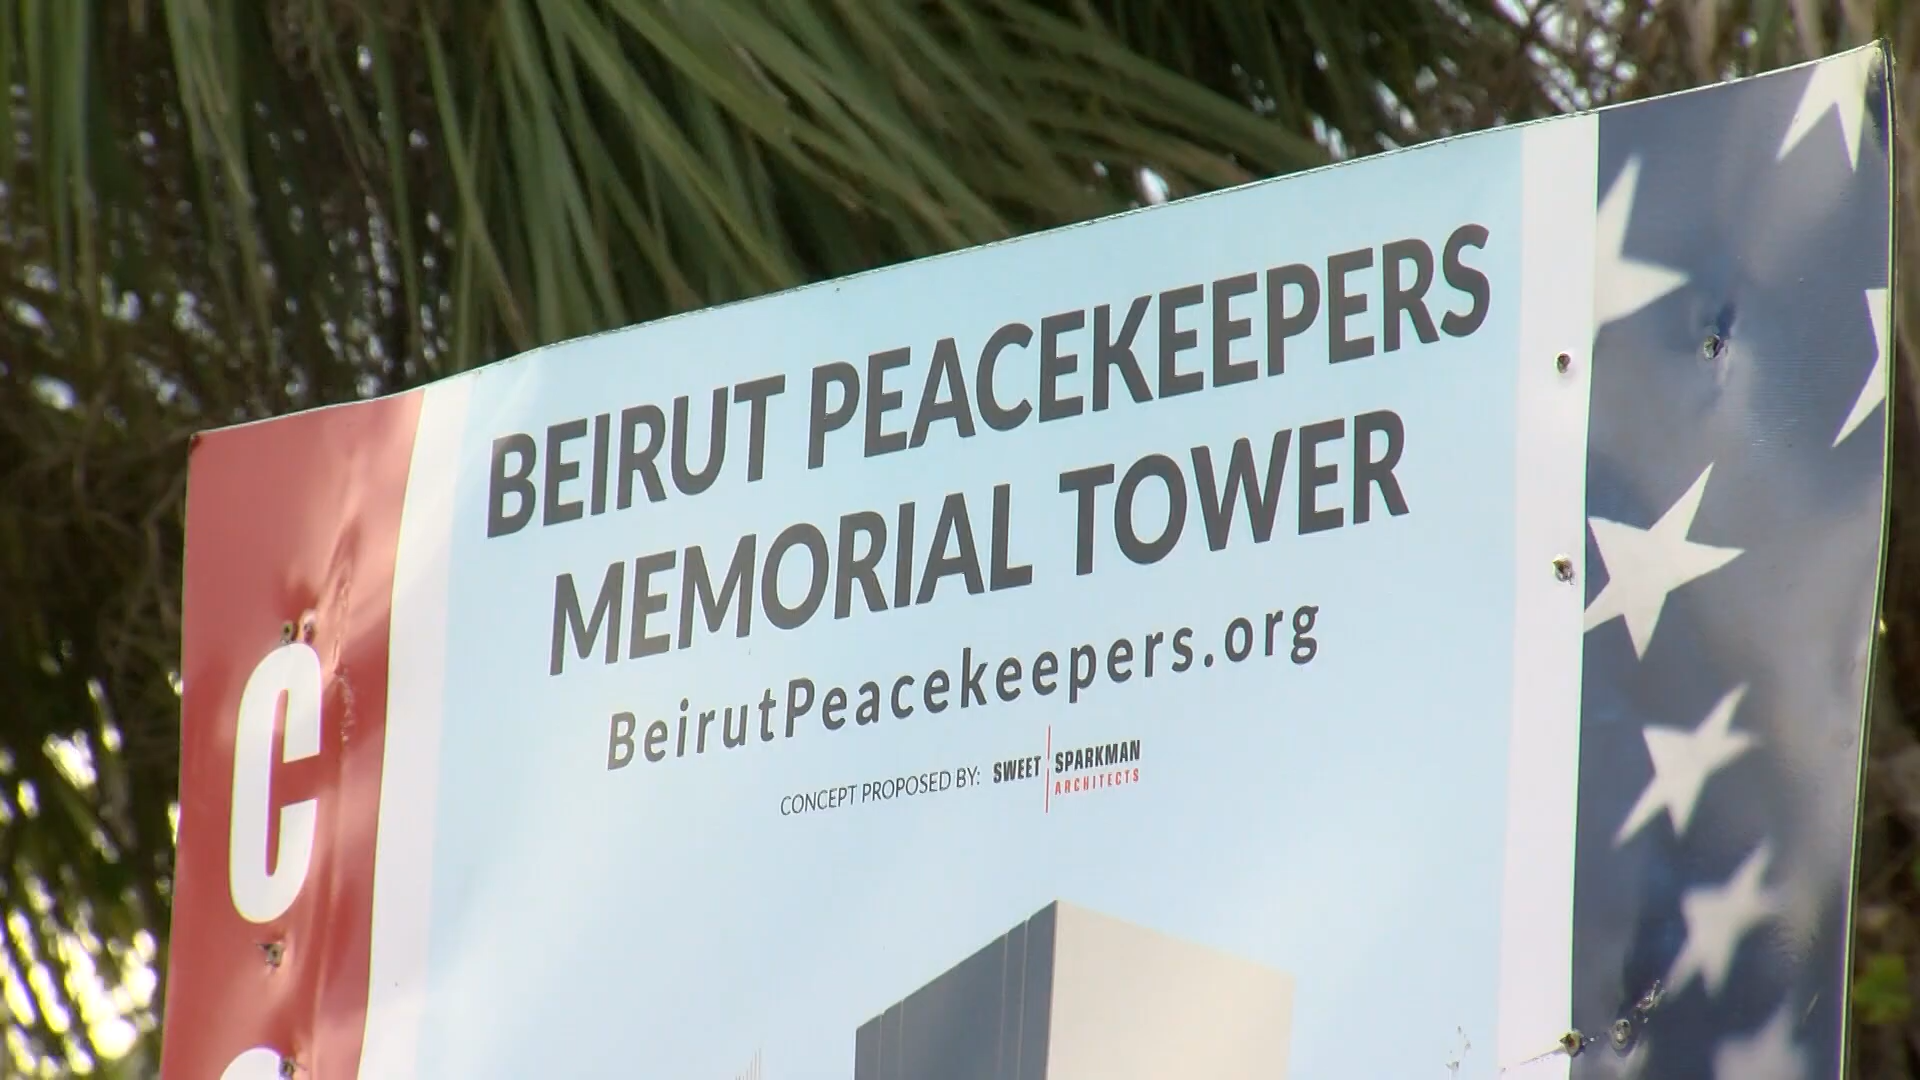 BEIRUT PEACEKEEPERS
MEMORIAL TOWER
BeirutPeacekeepers.org
CONCEPT PROPOSED BY: SWEET SPARKMAN
ARCHITECTS
C